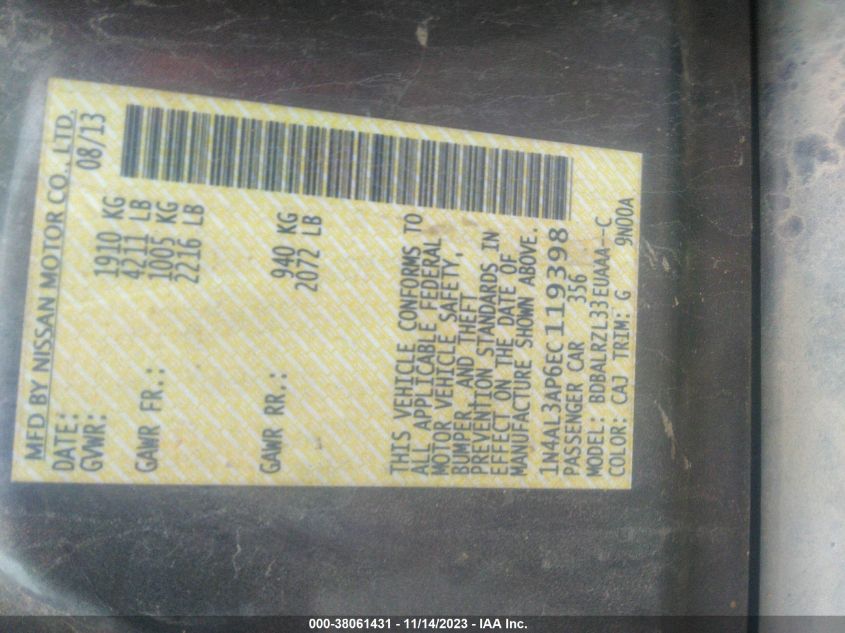 MFD BY NISSAN MOTOR CO., LTD.
DATE: 08/13
GVWR: 1910 KG
4211 LB
GAWR FR.: 1005 KG
2216 LB
GAWR RR.: 940 KG
2072 LB
THIS VEHICLE CONFORMS TO
ALL APPLICABLE FEDERAL
MOTOR VEHICLE SAFETY,
BUMPER, AND THEFT
PREVENTION STANDARDS IN
EFFECT ON THE DATE OF
MANUFACTURE SHOWN ABOVE.
1N4AL3AP6EC119398
PASSENGER CAR 356
MODEL: BDBALRZL33EUAAA--C
COLOR: CAJ TRIM: G 9N00A
000-38061431 - 11/14/2023 - IAA Inc.